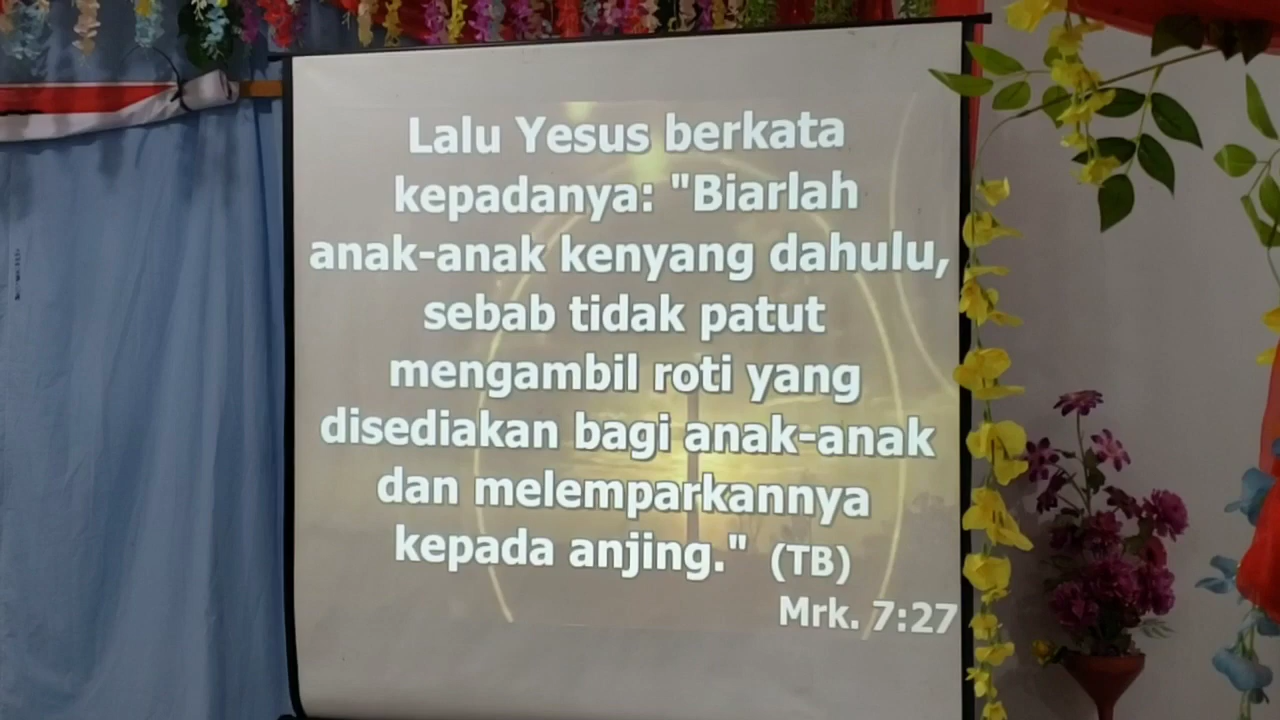 Lalu Yesus berkata
kepadanya: "Biarlah
anak-anak kenyang dahulu,
sebab tidak patut
mengambil roti yang
disediakan bagi anak-anak
dan melemparkannya
kepada anjing." (TB)
Mrk. 7:27